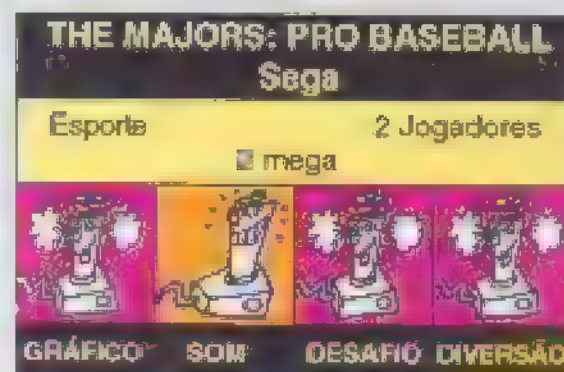 THE MAJORS: PRO BASEBALL
Sega
Esporte 2 Jogadores
mega
GRÁFICO SOM DESAFIO DIVERSÃO